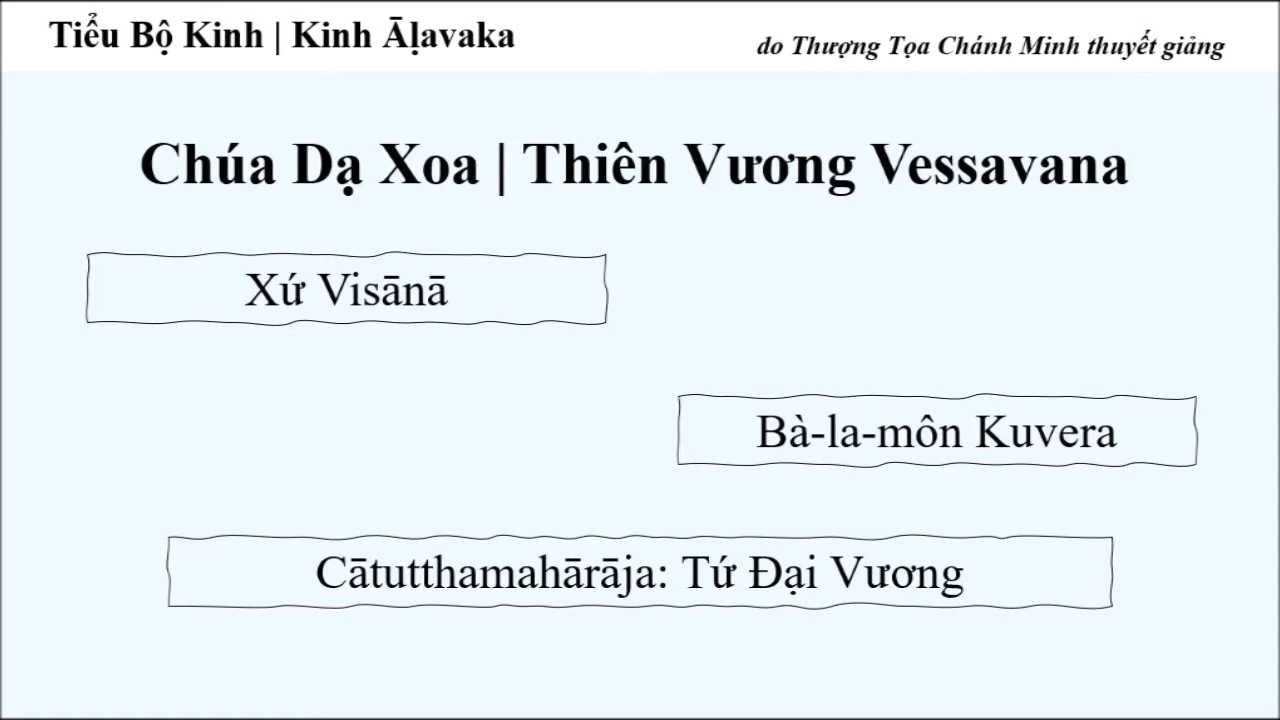 Tiểu Bộ Kinh | Kinh Āḷavaka
do Thượng Tọa Chánh Minh thuyết giảng
Chúa Dạ Xoa | Thiên Vương Vessavana
Xứ Visānā
Bà-la-môn Kuvera
Cātutthamahārāja: Tứ Đại Vương